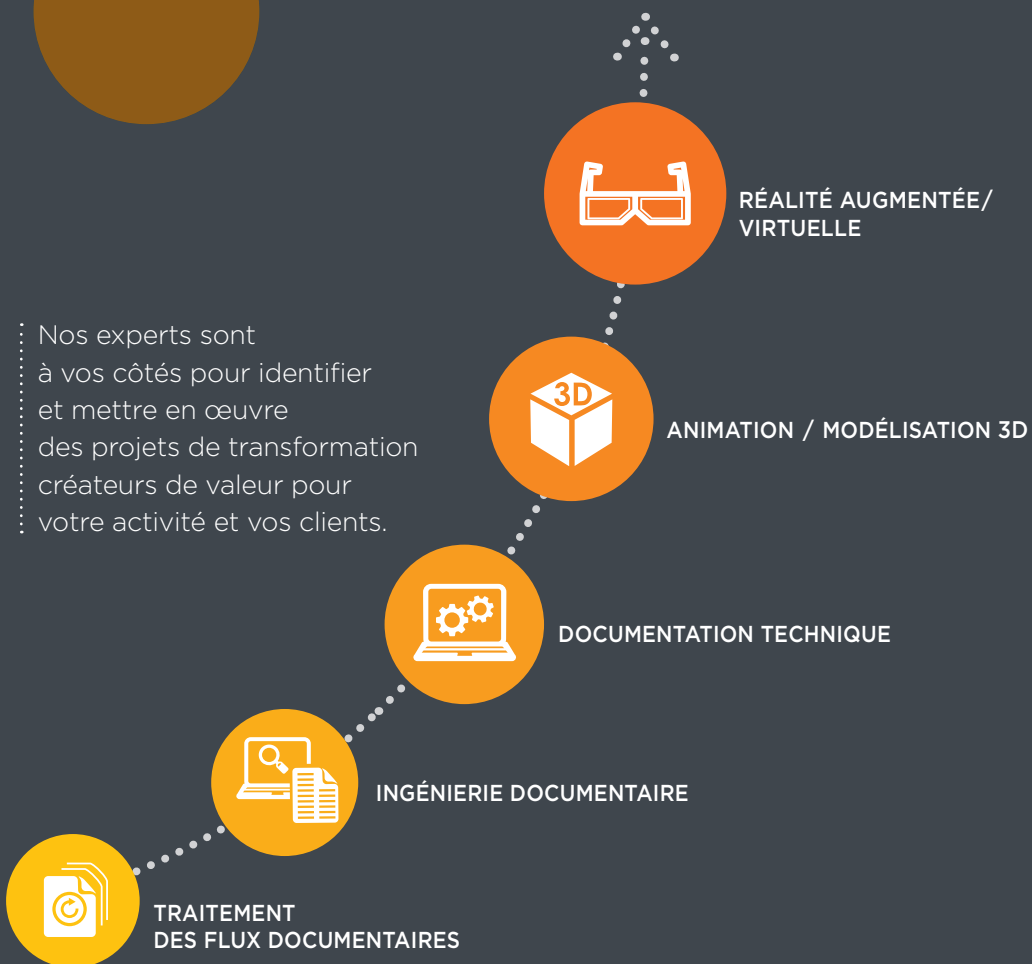 RÉALITÉ AUGMENTÉE/
VIRTUELLE
Nos experts sont
à vos côtés pour identifier
et mettre en œuvre
des projets de transformation
créateurs de valeur pour
votre activité et vos clients.
3D
ANIMATION / MODÉLISATION 3D
DOCUMENTATION TECHNIQUE
INGÉNIERIE DOCUMENTAIRE
TRAITEMENT
DES FLUX DOCUMENTAIRES